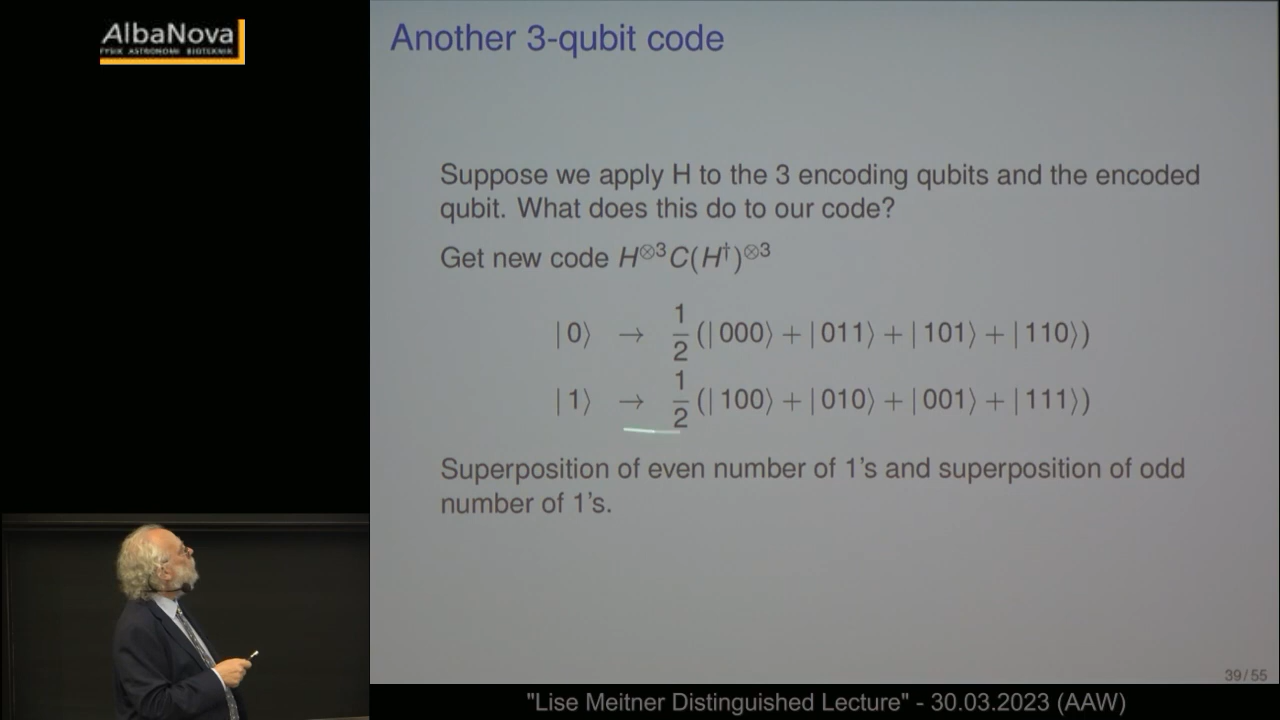 AlbaNova
FYSIK ASTRONOMI BIOTEKNIK
Another 3-qubit code
Suppose we apply H to the 3 encoding qubits and the encoded
qubit. What does this do to our code?
Get new code H⊗³C(H†)⊗³
|0⟩ → 1/2 (|000⟩ + |011⟩ + |101⟩ + |110⟩)
|1⟩ → 1/2 (|100⟩ + |010⟩ + |001⟩ + |111⟩)
Superposition of even number of 1's and superposition of odd
number of 1's.
39/55
"Lise Meitner Distinguished Lecture" - 30.03.2023 (AAW)